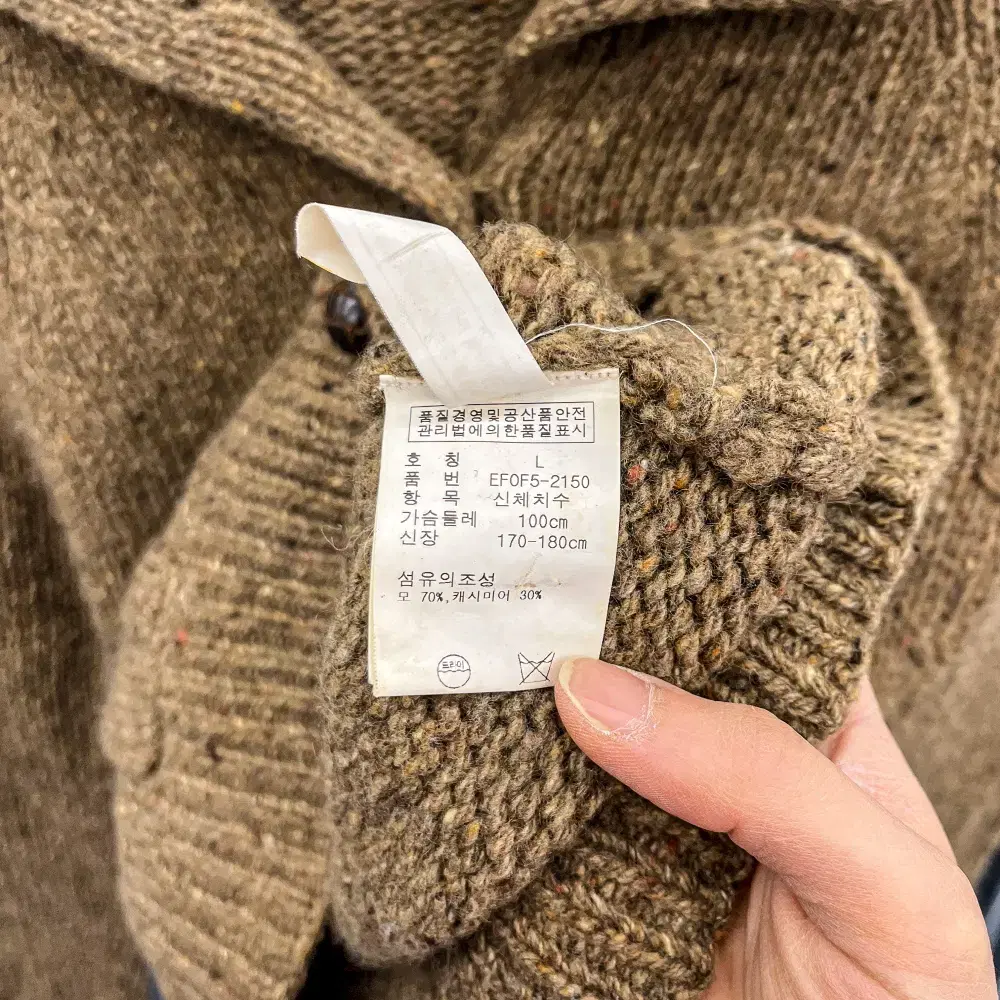 품질경영및공산품안전
관리법에의한품질표시
호 칭 L
품 번 EFOF5-2150
항 목 신체치수
가슴둘레 100cm
신장 170-180cm
섬유의조성
모 70%,캐시미어 30%
드라이